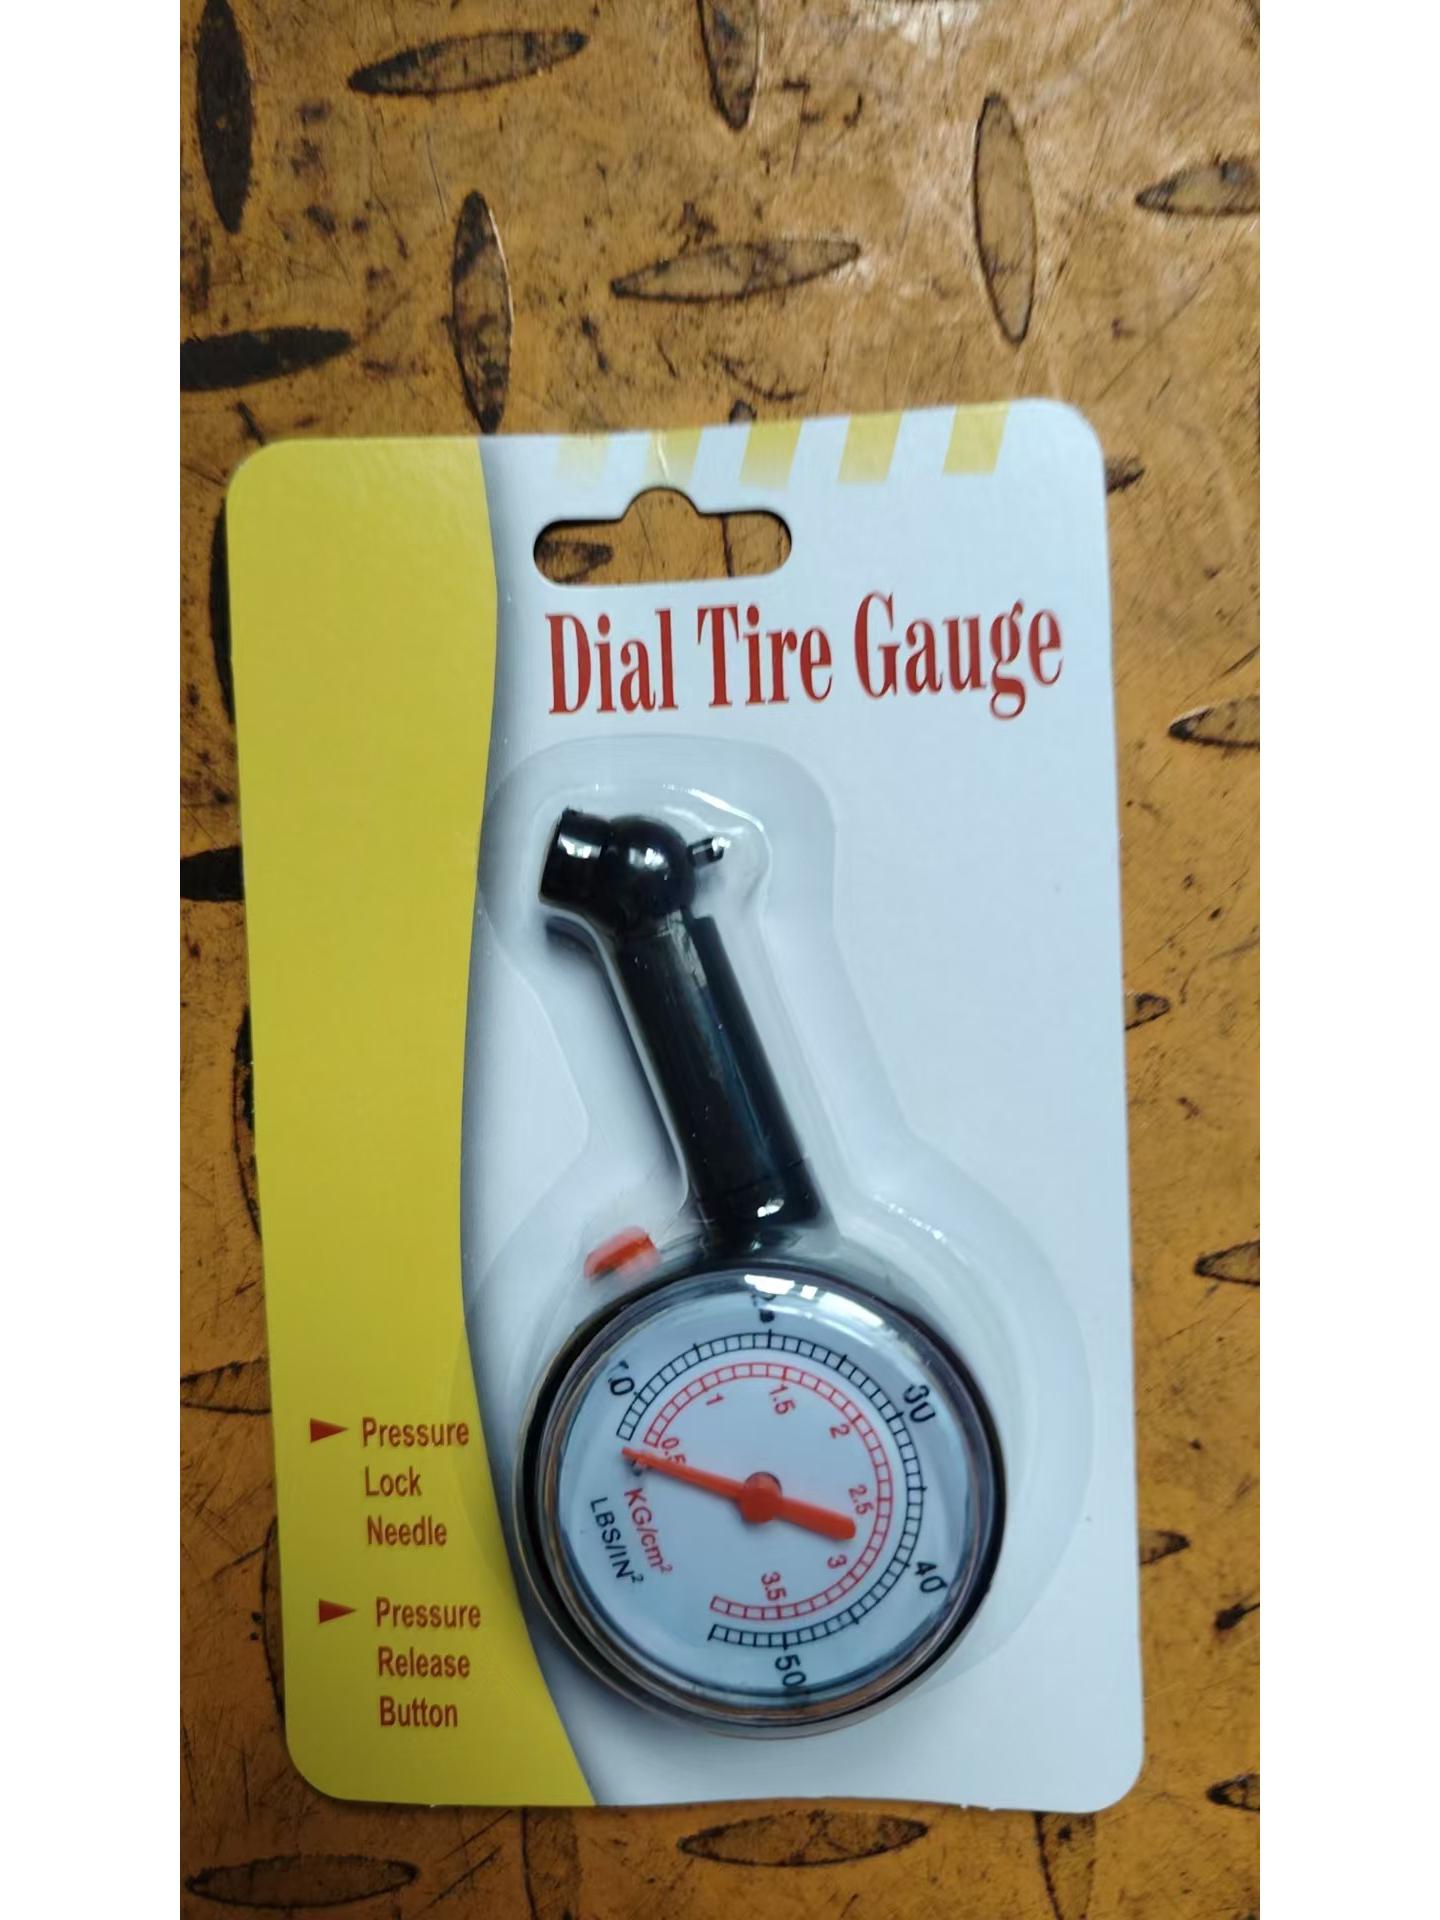 Dial Tire Gauge
Pressure
Lock
Needle
Pressure
Release
Button
10
20
30
40
50
0.5
1
1.5
2
2.5
3
3.5
KG/cm²
LBS/IN²